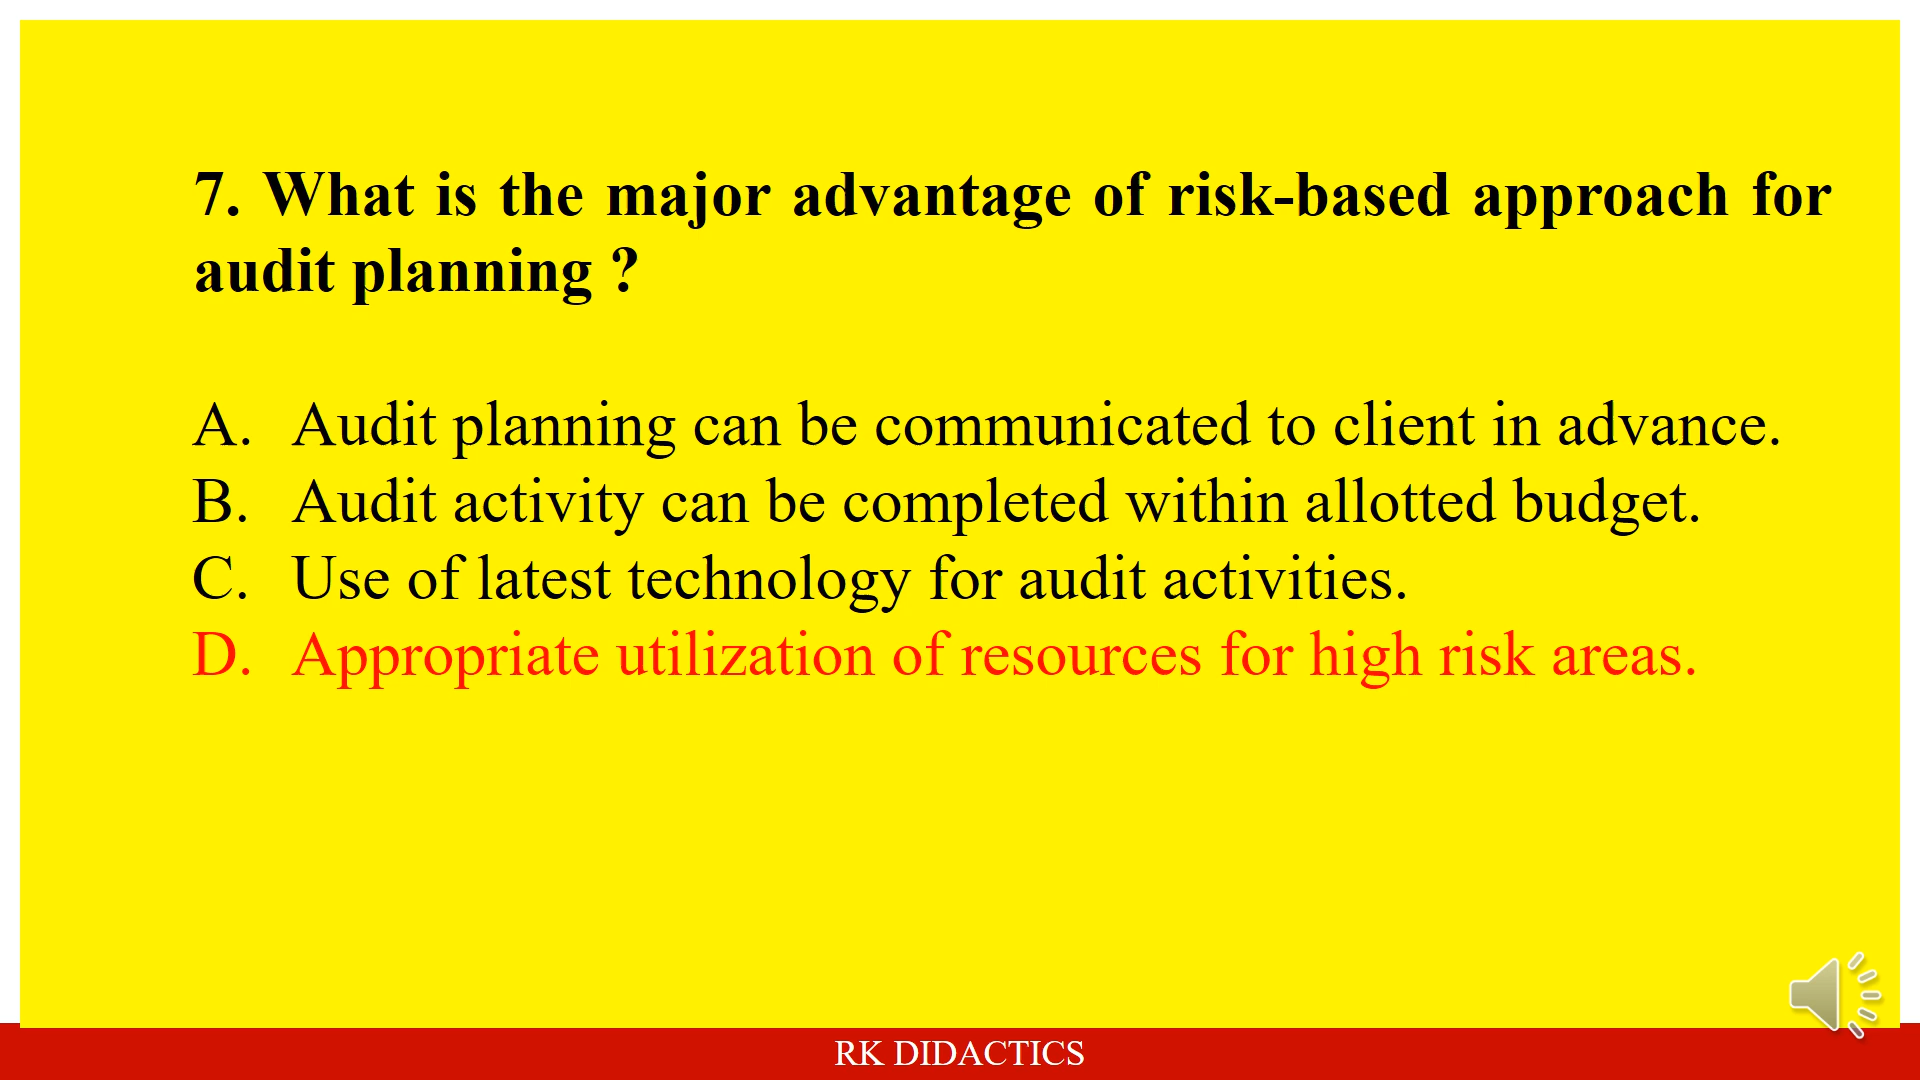 7. What is the major advantage of risk-based approach for
audit planning ?
A. Audit planning can be communicated to client in advance.
B. Audit activity can be completed within allotted budget.
C. Use of latest technology for audit activities.
D. Appropriate utilization of resources for high risk areas.
RK DIDACTICS